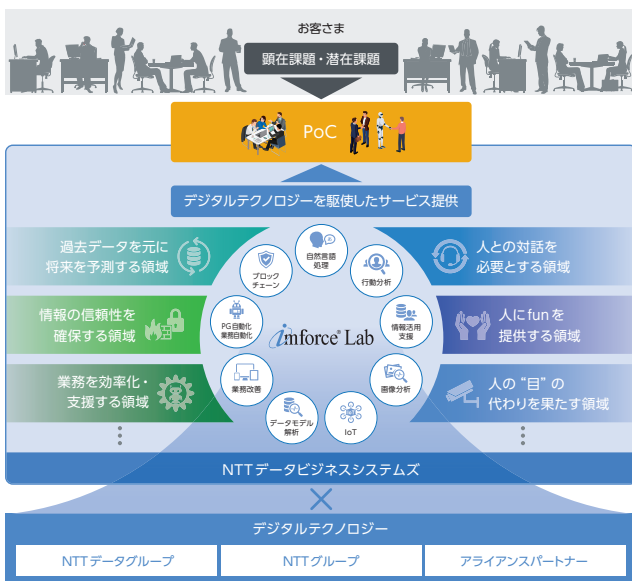 お客さま
顕在課題・潜在課題
PoC
デジタルテクノロジーを駆使したサービス提供
過去データを元に
将来を予測する領域
情報の信頼性を
確保する領域
業務を効率化・
支援する領域
⋮
自然言語
処理
ブロック
チェーン
行動分析
PG自動化
業務自動化
情報活用
支援
imforce® Lab
業務改善
画像分析
データモデル
解析
IoT
人との対話を
必要とする領域
人にfunを
提供する領域
人の“目”の
代わりを果たす領域
⋮
NTTデータビジネスシステムズ
×
デジタルテクノロジー
NTTデータグループ
NTTグループ
アライアンスパートナー